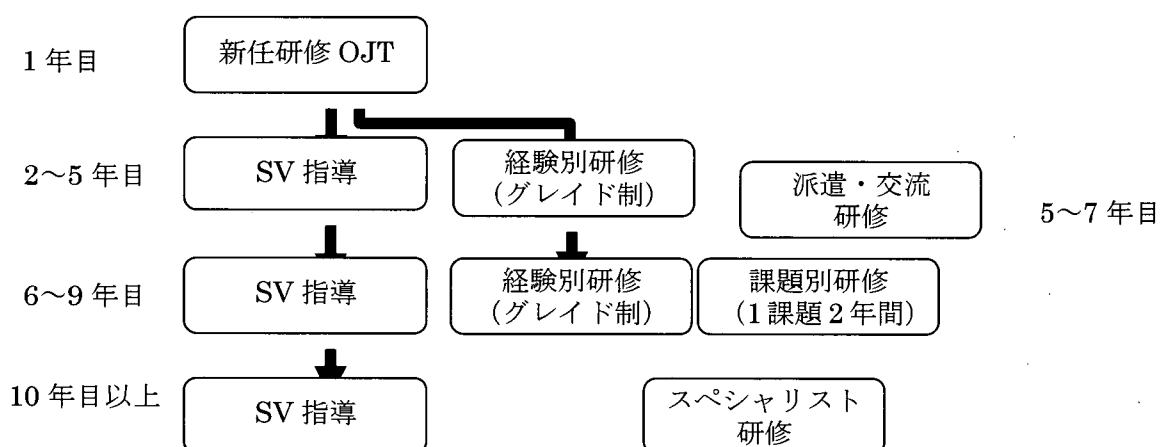 1 年目
新任研修 OJT
2～5 年目
SV 指導
経験別研修
(グレイド制)
派遣・交流
研修
5～7 年目
6～9 年目
SV 指導
経験別研修
(グレイド制)
課題別研修
(1 課題 2 年間)
10 年目以上
SV 指導
スペシャリスト
研修